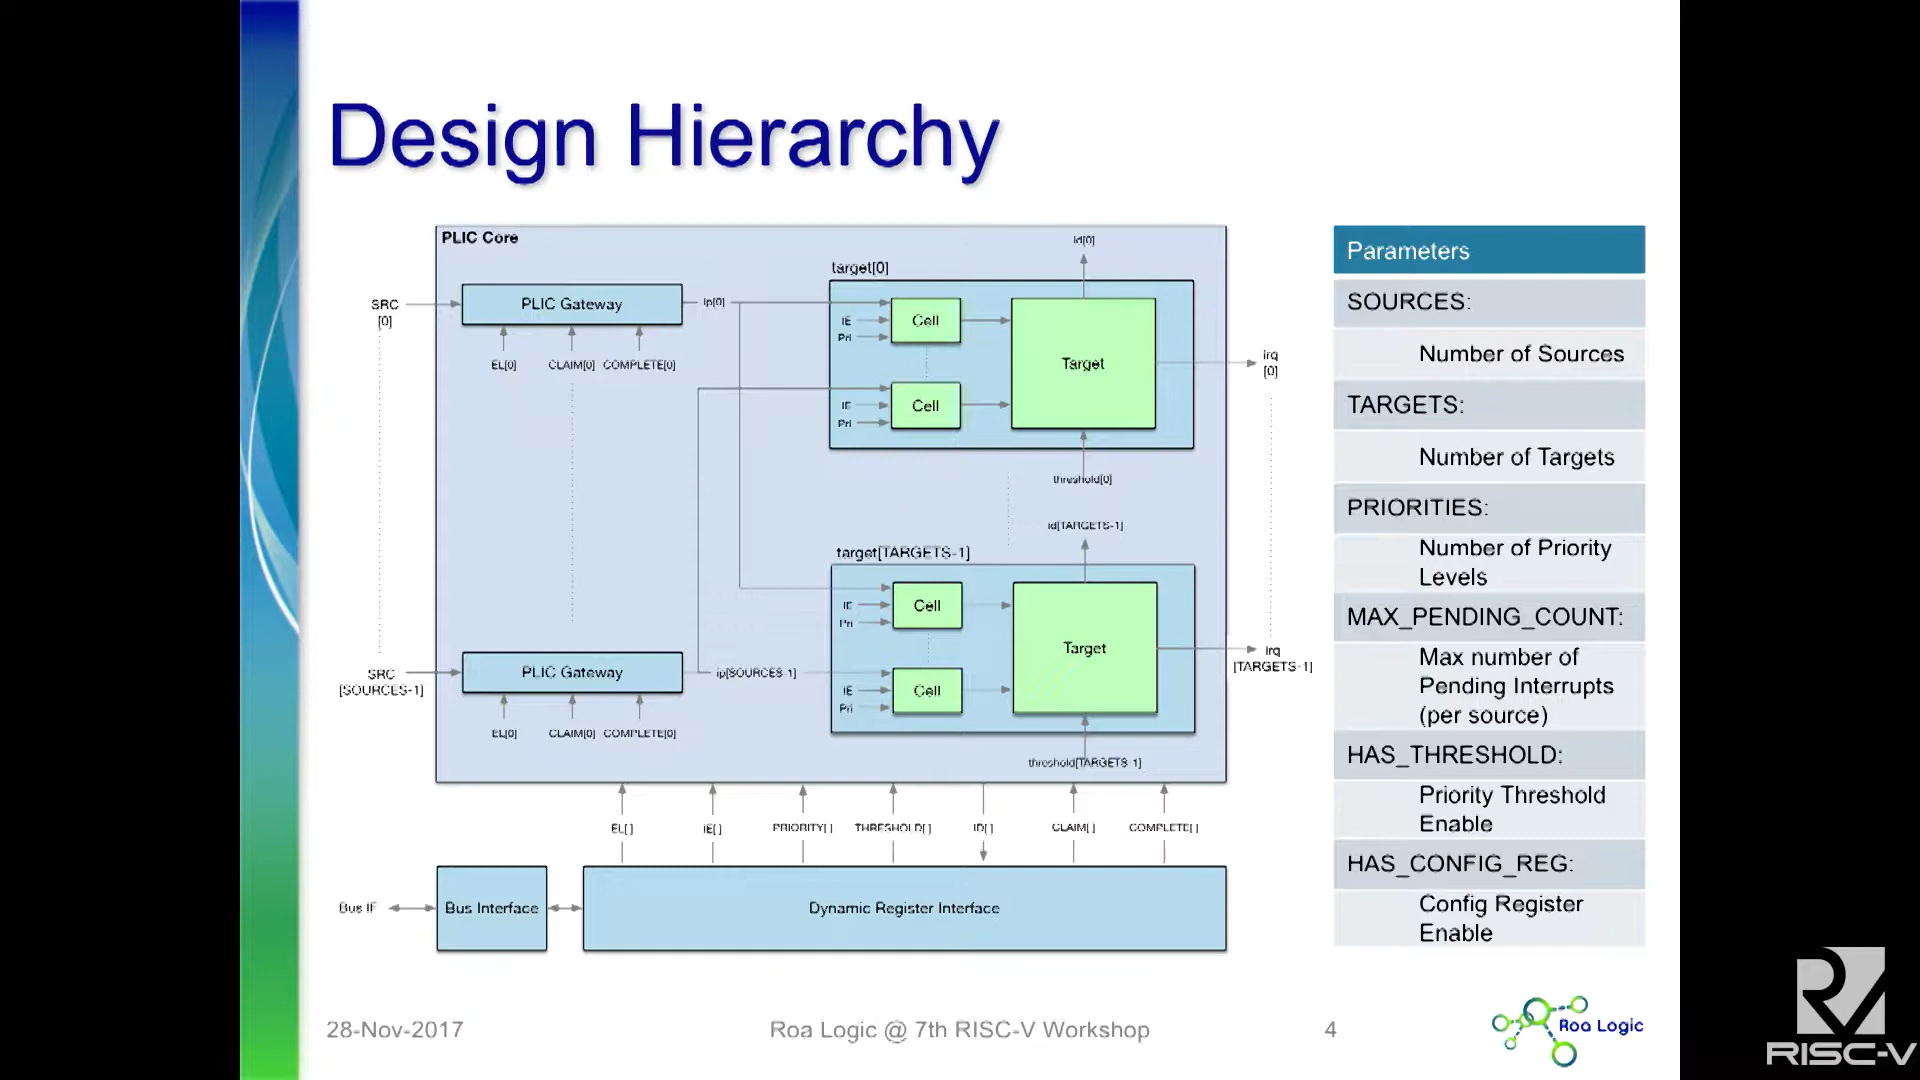 Design Hierarchy
PLIC Core
id[0]
target[0]
SRC
[0]
PLIC Gateway
ip[0]
IE
Pri
Cell
Target
irq
[0]
EL[0]
CLAIM[0]
COMPLETE[0]
IE
Pri
Cell
threshold[0]
id[TARGETS-1]
target[TARGETS-1]
IE
Pri
Cell
Target
irq
[TARGETS-1]
SRC
[SOURCES-1]
PLIC Gateway
ip[SOURCES-1]
IE
Pri
Cell
EL[0]
CLAIM[0]
COMPLETE[0]
threshold[TARGETS-1]
EL[ ]
IE[ ]
PRIORITY[ ]
THRESHOLD[ ]
ID[ ]
CLAIM[ ]
COMPLETE[ ]
Bus IF
Bus Interface
Dynamic Register Interface
Parameters
SOURCES:
Number of Sources
TARGETS:
Number of Targets
PRIORITIES:
Number of Priority
Levels
MAX_PENDING_COUNT:
Max number of
Pending Interrupts
(per source)
HAS_THRESHOLD:
Priority Threshold
Enable
HAS_CONFIG_REG:
Config Register
Enable
28-Nov-2017
Roa Logic @ 7th RISC-V Workshop
4
Roa Logic
RISC-V